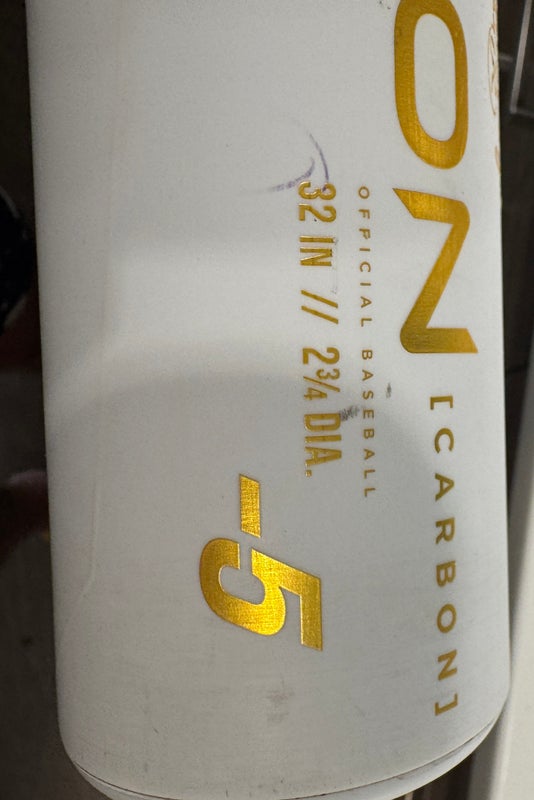 ON
[CARBON]
OFFICIAL BASEBALL
32 IN // 2¾ DIA.
-5